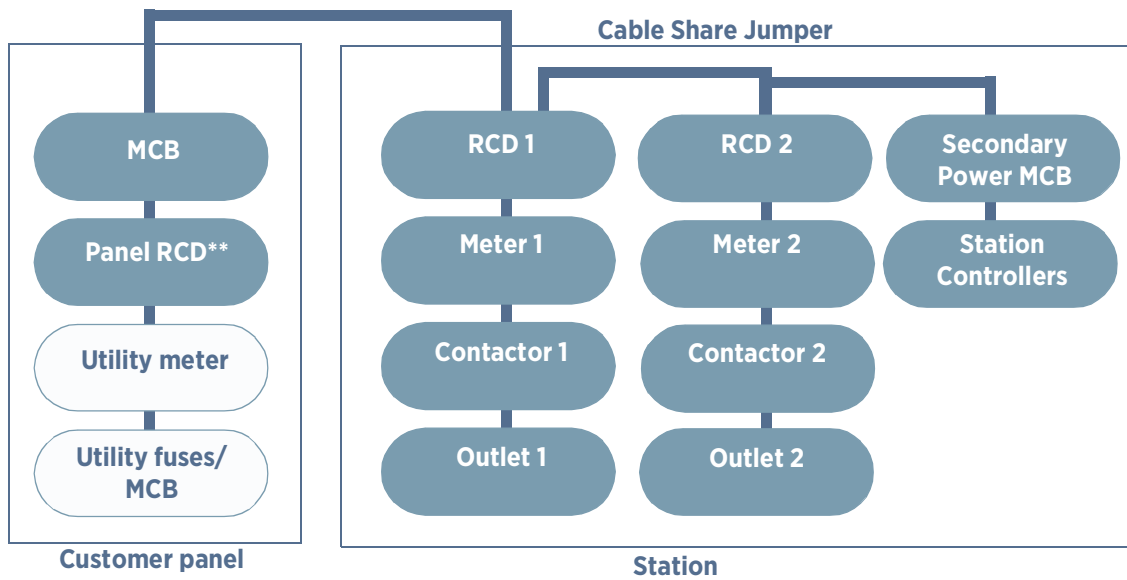 Cable Share Jumper
MCB
Panel RCD**
Utility meter
Utility fuses/
MCB
Customer panel
RCD 1
Meter 1
Contactor 1
Outlet 1
RCD 2
Meter 2
Contactor 2
Outlet 2
Secondary
Power MCB
Station
Controllers
Station